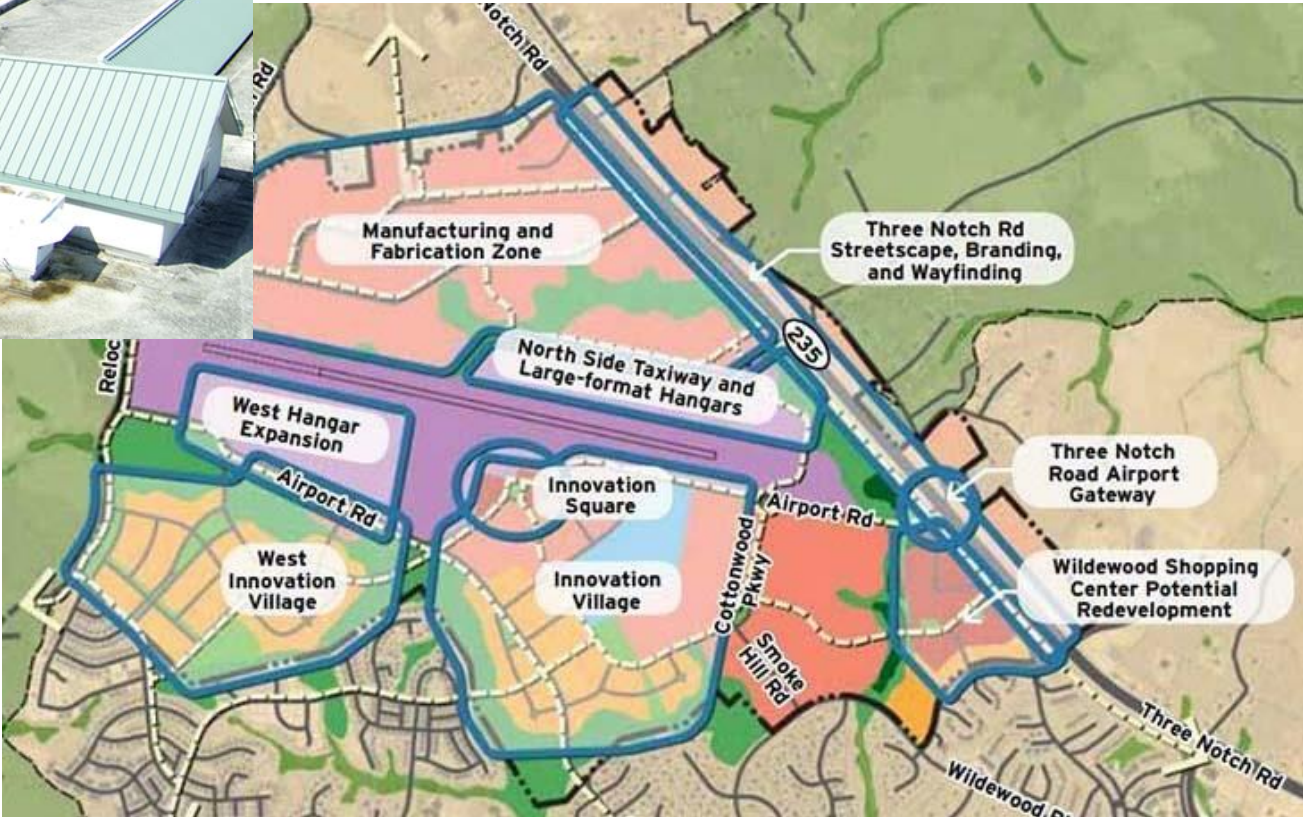 Notch Rd
Rd
Manufacturing and
Fabrication Zone
Three Notch Rd
Streetscape, Branding,
and Wayfinding
235
North Side Taxiway and
Large-format Hangars
Reloc
West Hangar
Expansion
Three Notch
Road Airport
Gateway
Airport Rd
Innovation
Square
Airport Rd
West
Innovation
Village
Innovation
Village
Cottonwood
Pkwy
Wildewood Shopping
Center Potential
Redevelopment
Smoke
Hill Rd
Three Notch Rd
Wildewood